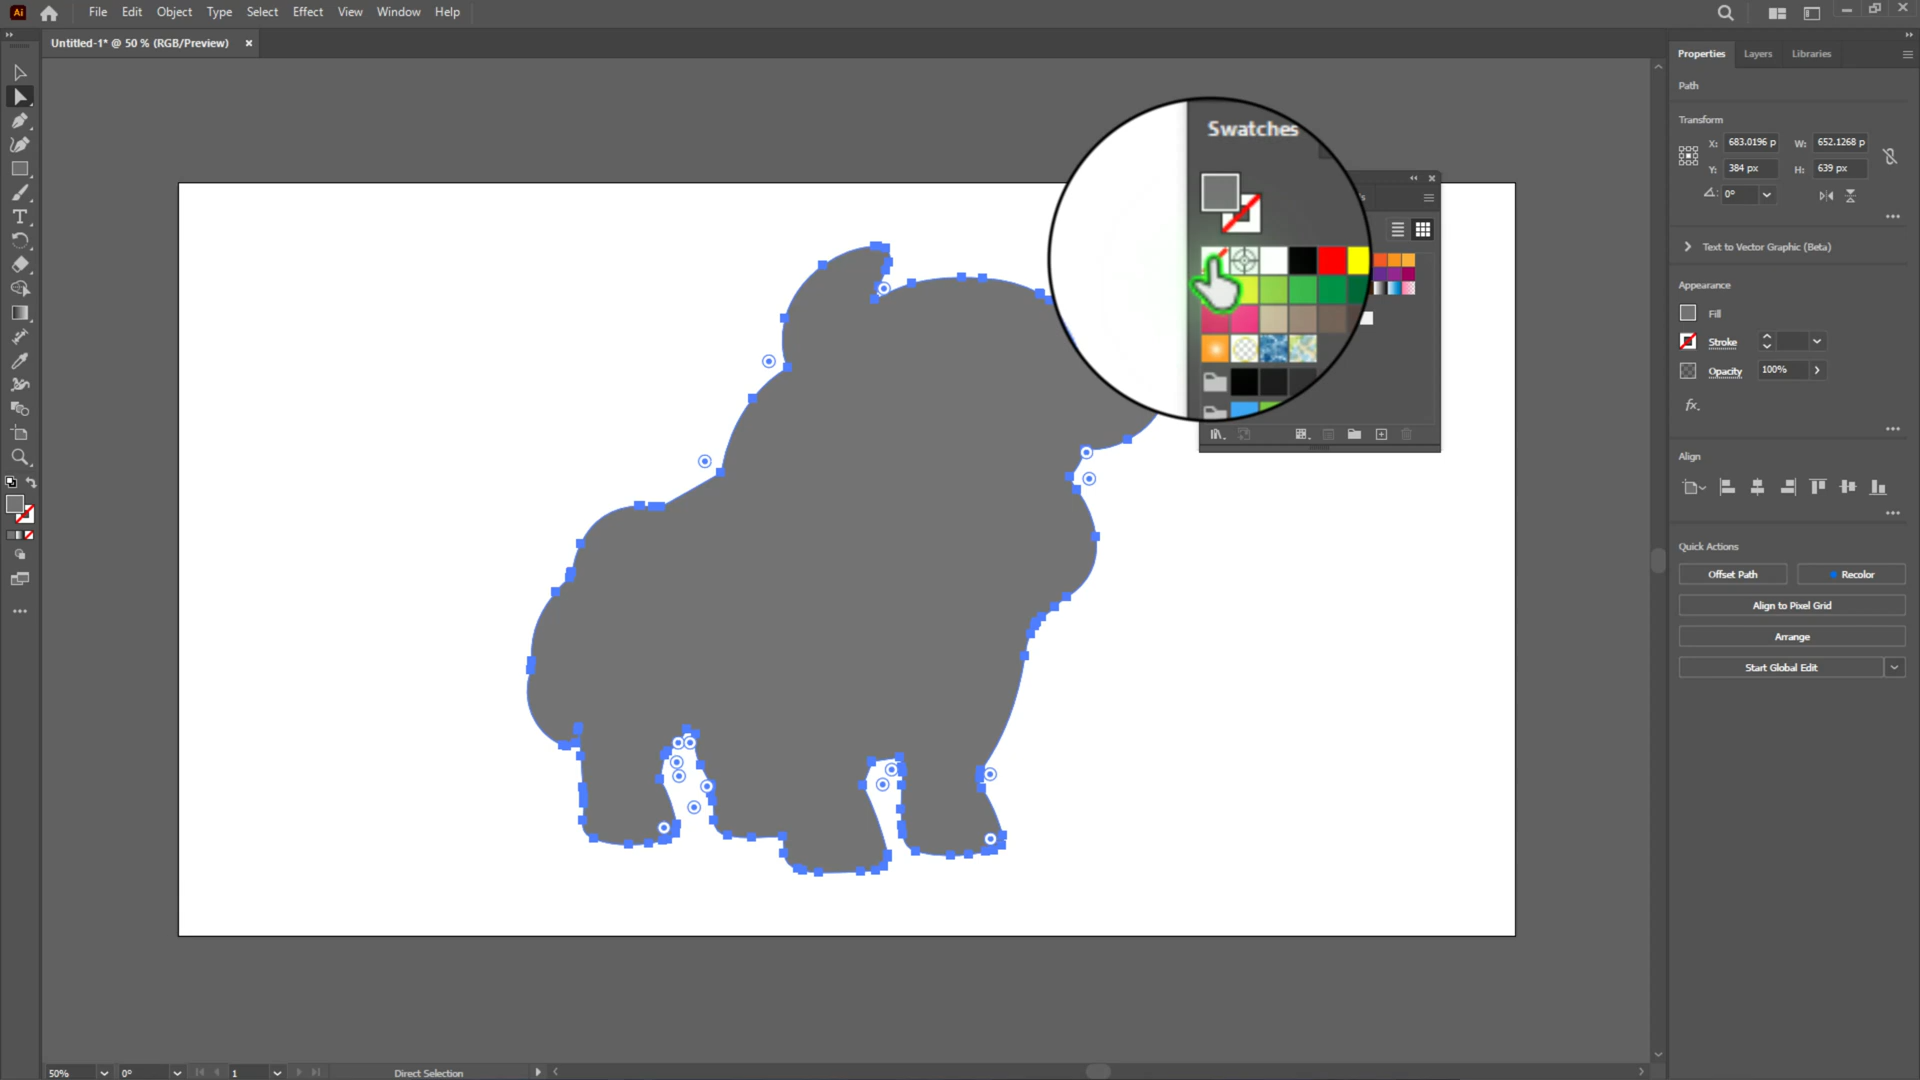 Ai File Edit Object Type Select Effect View Window Help
Untitled-1* @ 50 % (RGB/Preview)
Properties Layers Libraries
Path
Transform
X: 683.0196 p W: 652.1268 p
Y: 384 px H: 639 px
0°
Text to Vector Graphic (Beta)
Appearance
Fill
Stroke
Opacity 100%
fx.
Align
Quick Actions
Offset Path Recolor
Align to Pixel Grid
Arrange
Start Global Edit
Swatches
50% 0° 1 Direct Selection